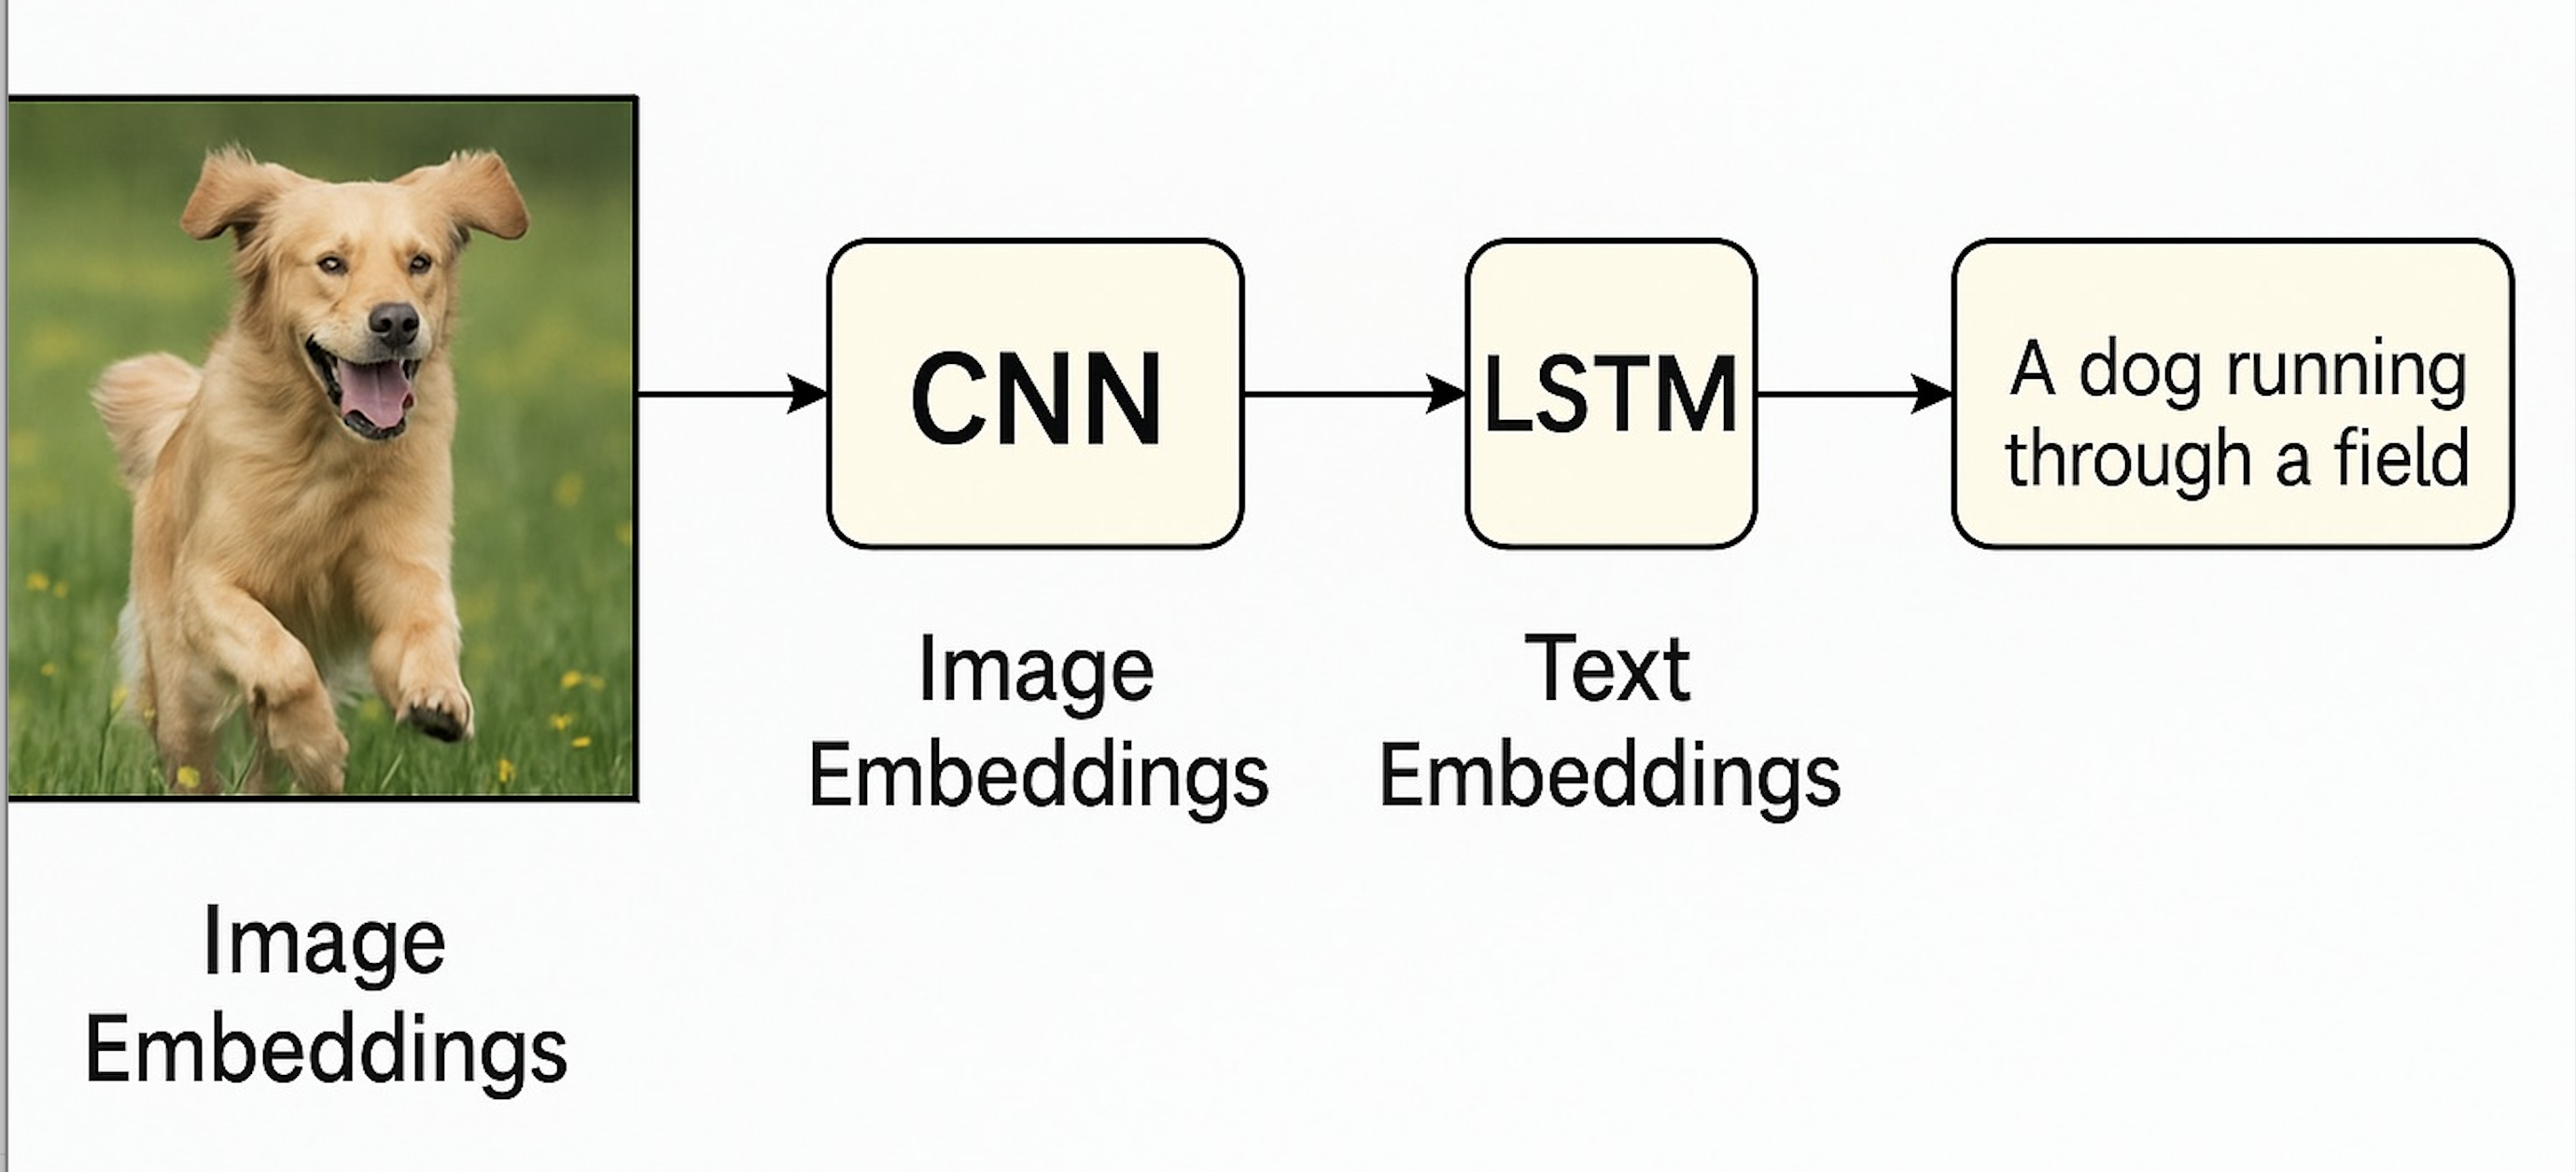 CNN
LSTM
A dog running
through a field
Image
Embeddings
Text
Embeddings
Image
Embeddings